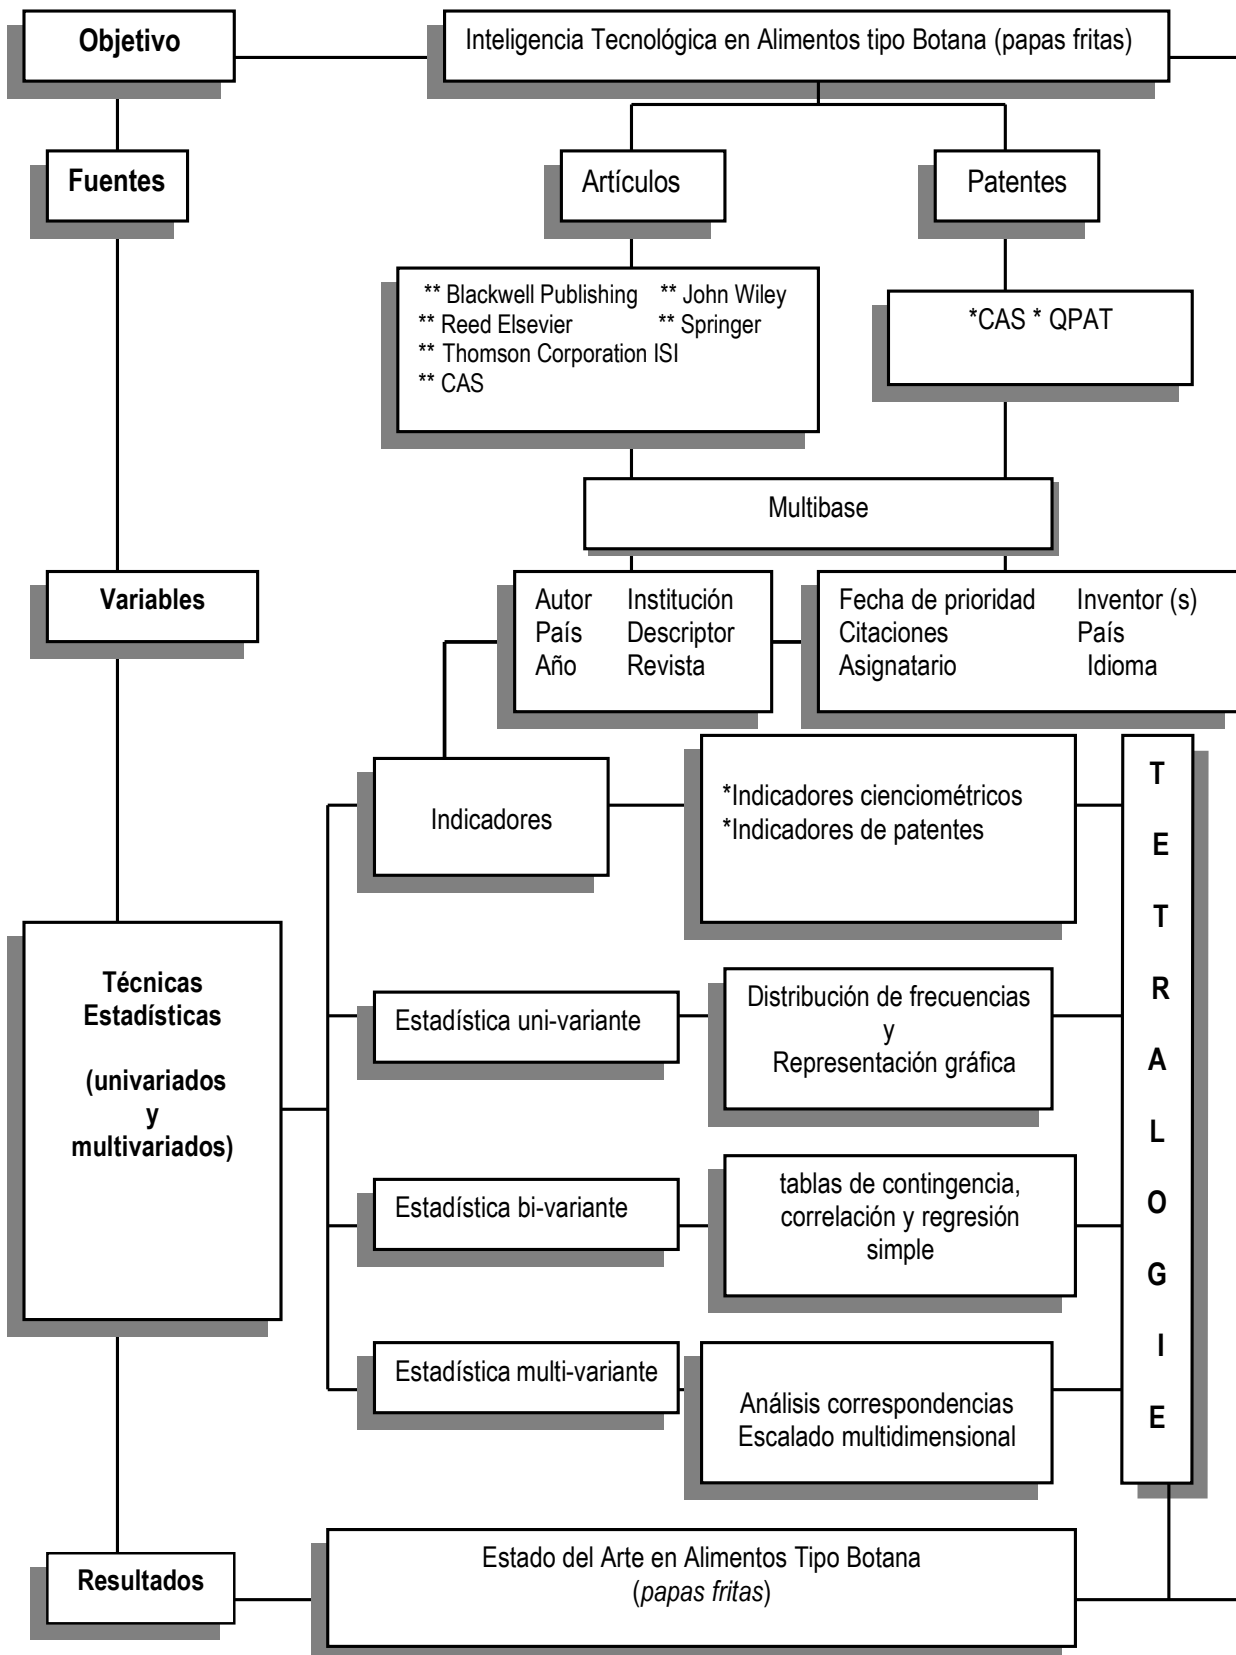 Objetivo
Inteligencia Tecnológica en Alimentos tipo Botana (papas fritas)
Fuentes
Artículos
Patentes
** Blackwell Publishing ** John Wiley
** Reed Elsevier ** Springer
** Thomson Corporation ISI
** CAS
*CAS * QPAT
Multibase
Variables
Autor Institución
País Descriptor
Año Revista
Fecha de prioridad Inventor (s)
Citaciones País
Asignatario Idioma
Indicadores
*Indicadores cienciométricos
*Indicadores de patentes
Técnicas
Estadísticas
(univariados
y
multivariados)
Estadística uni-variante
Distribución de frecuencias
y
Representación gráfica
Estadística bi-variante
tablas de contingencia,
correlación y regresión
simple
Estadística multi-variante
Análisis correspondencias
Escalado multidimensional
T
E
T
R
A
L
O
G
I
E
Resultados
Estado del Arte en Alimentos Tipo Botana
(papas fritas)